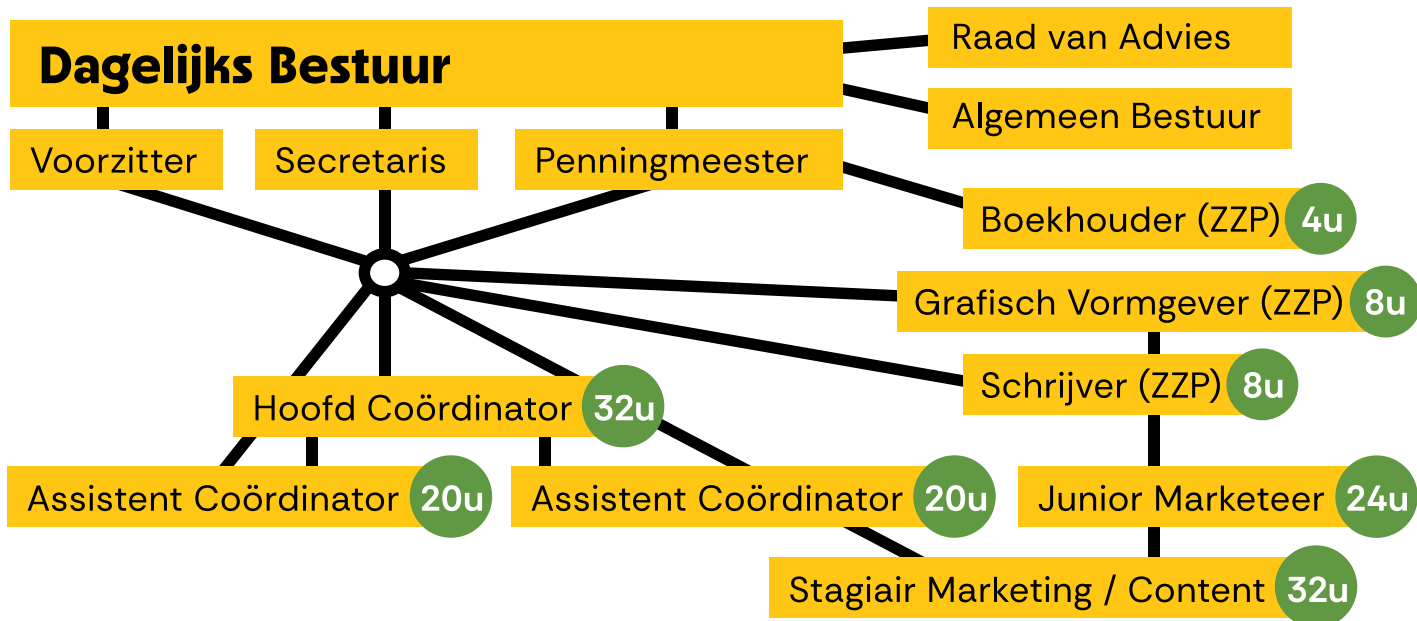 Dagelijks Bestuur
Raad van Advies
Algemeen Bestuur
Voorzitter
Secretaris
Penningmeester
Boekhouder (ZZP) 4u
Grafisch Vormgever (ZZP) 8u
Schrijver (ZZP) 8u
Hoofd Coördinator 32u
Assistent Coördinator 20u
Assistent Coördinator 20u
Junior Marketeer 24u
Stagiair Marketing / Content 32u